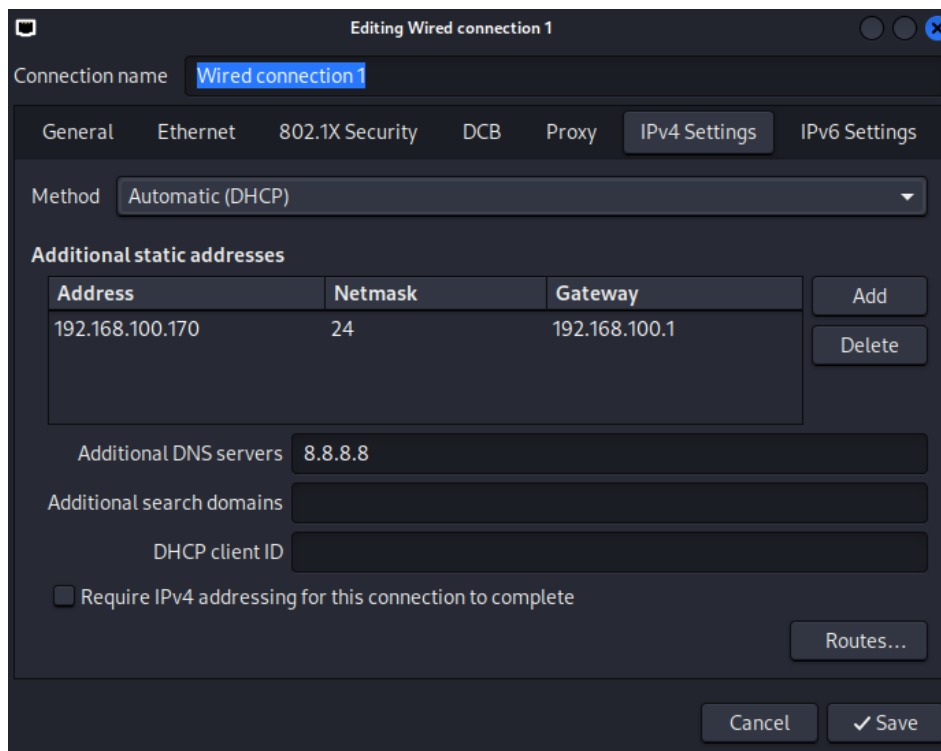 Editing Wired connection 1
Connection name Wired connection 1
General Ethernet 802.1X Security DCB Proxy IPv4 Settings IPv6 Settings
Method Automatic (DHCP)
Additional static addresses
Address Netmask Gateway Add
192.168.100.170 24 192.168.100.1 Delete
Additional DNS servers 8.8.8.8
Additional search domains
DHCP client ID
Require IPv4 addressing for this connection to complete
Routes...
Cancel Save